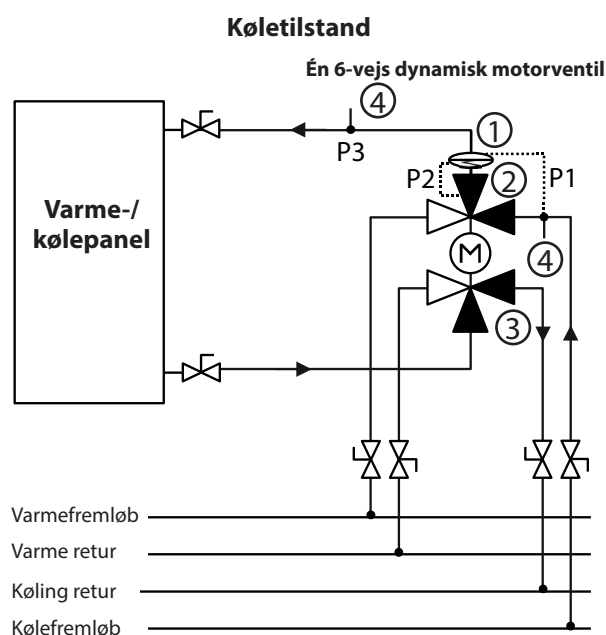 Køletilstand
Én 6-vejs dynamisk motorventil
4
1
P3
P2
2
P1
Varme-/
kølepanel
4
M
3
Varmefremløb
Varme retur
Køling retur
Kølefremløb